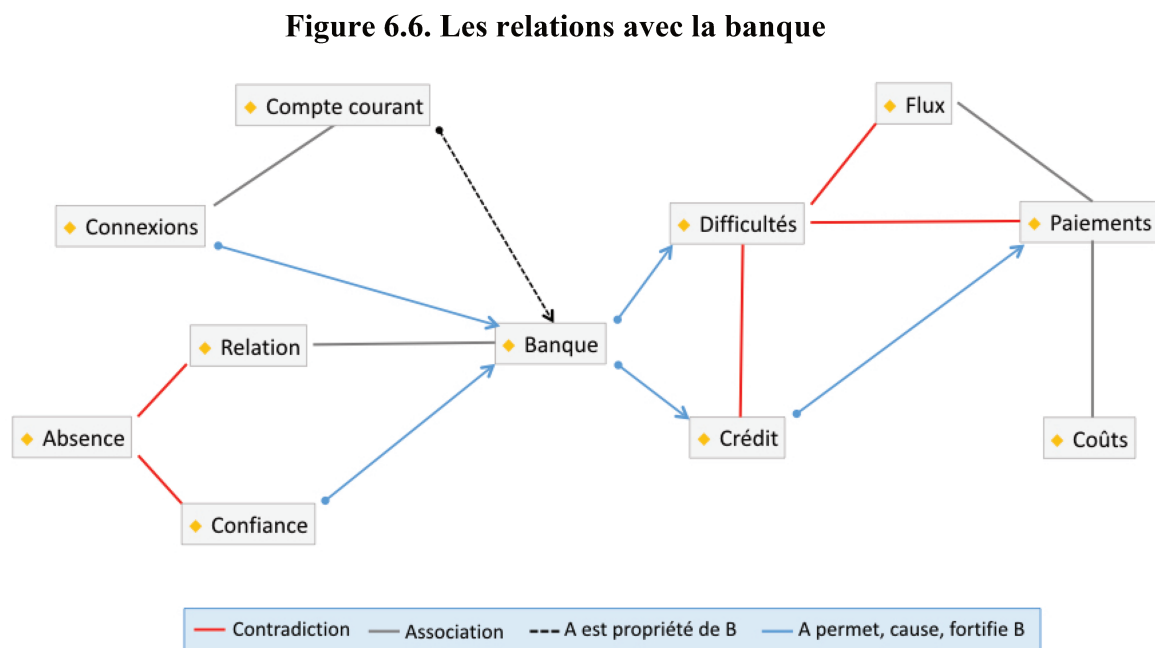 Figure 6.6. Les relations avec la banque
Compte courant
Flux
Connexions
Difficultés
Paiements
Relation
Banque
Absence
Crédit
Coûts
Confiance
Contradiction
Association
A est propriété de B
A permet, cause, fortifie B